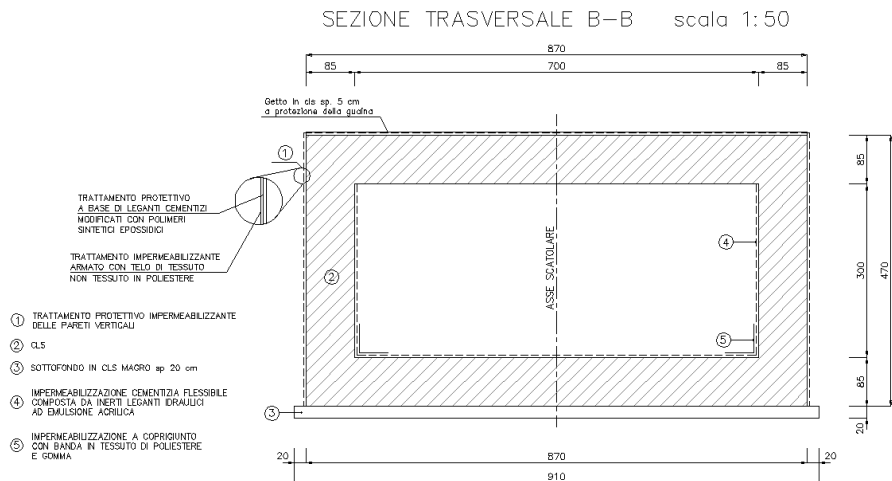 SEZIONE TRASVERSALE B-B scala 1:50
870
85 700 85
Getto in cls sp. 5 cm
a protezione della guaina
1
TRATTAMENTO PROTETTIVO
A BASE DI LEGANTI CEMENTIZI
MODIFICATI CON POLIMERI
SINTETICI EPOSSIDICI
TRATTAMENTO IMPERMEABILIZZANTE
ARMATO CON TELO DI TESSUTO
NON TESSUTO IN POLIESTERE
ASSE SCATOLARE
4
2
5
3
85
300
470
85
20
1 TRATTAMENTO PROTETTIVO IMPERMEABILIZZANTE
DELLE PARETI VERTICALI
2 CLS
3 SOTTOFONDO IN CLS MAGRO sp 20 cm
4 IMPERMEABILIZZAZIONE CEMENTIZIA FLESSIBILE
COMPOSTA DA INERTI LEGANTI IDRAULICI
AD EMULSIONE ACRILICA
5 IMPERMEABILIZZAZIONE A COPRIGIUNTO
CON BANDA IN TESSUTO DI POLIESTERE
E GOMMA
20 870 20
910